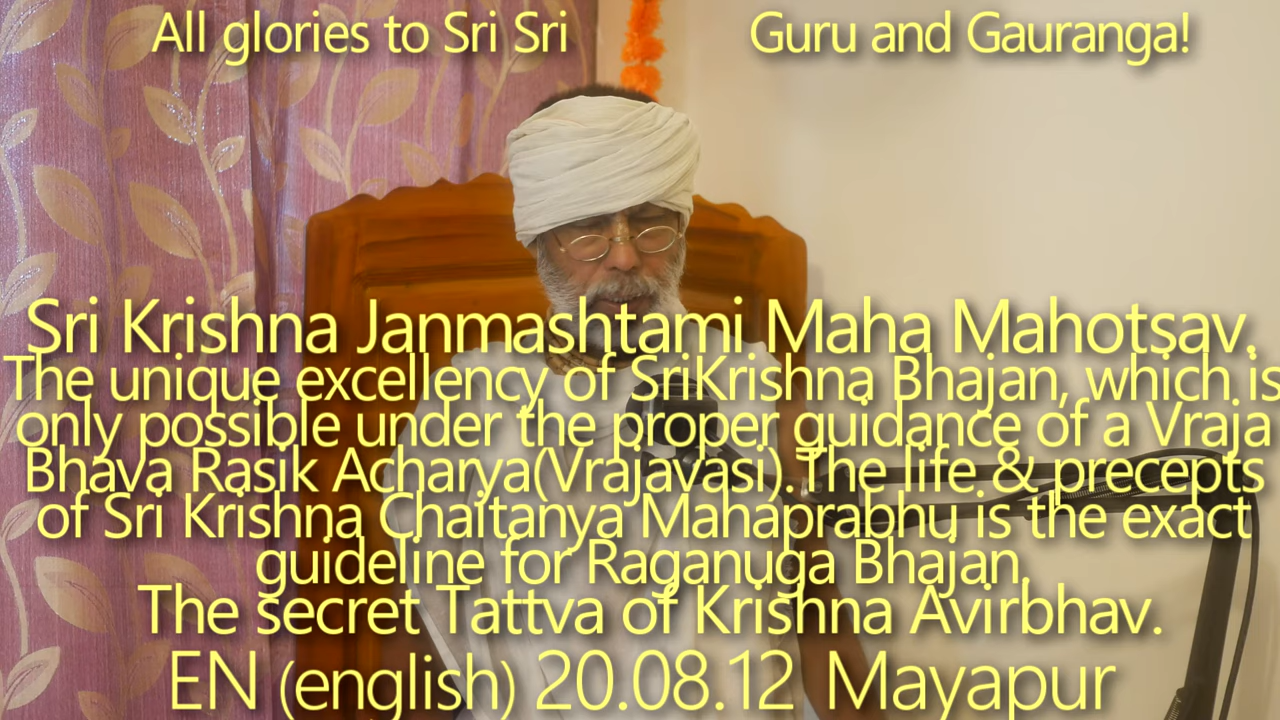 All glories to Sri Sri Guru and Gauranga!
Sri Krishna Janmashtami Maha Mahotsav.
The unique excellency of SriKrishna Bhajan, which is
only possible under the proper guidance of a Vraja
Bhava Rasik Acharya(Vrajavasi).The life & precepts
of Sri Krishna Chaitanya Mahaprabhu is the exact
guideline for Raganuga Bhajan.
The secret Tattva of Krishna Avirbhav.
EN (english) 20.08.12 Mayapur